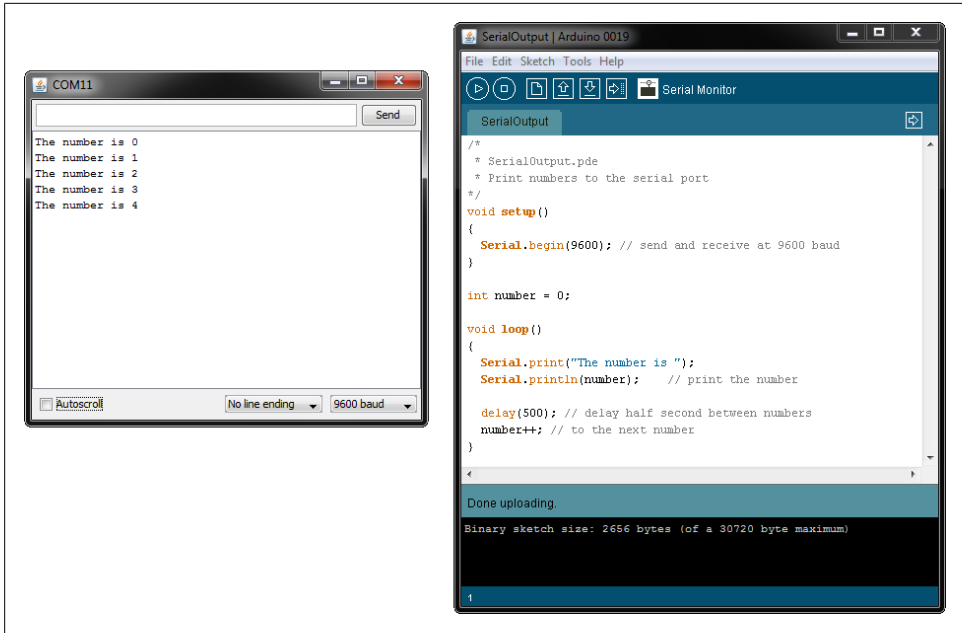 COM11
Send
The number is 0
The number is 1
The number is 2
The number is 3
The number is 4
Autoscroll
No line ending
9600 baud
SerialOutput | Arduino 0019
File Edit Sketch Tools Help
Serial Monitor
SerialOutput
/*
 * SerialOutput.pde
 * Print numbers to the serial port
*/
void setup()
{
  Serial.begin(9600); // send and receive at 9600 baud
}
int number = 0;
void loop()
{
  Serial.print("The number is ");
  Serial.println(number);    // print the number
  delay(500); // delay half second between numbers
  number++; // to the next number
}
Done uploading.
Binary sketch size: 2656 bytes (of a 30720 byte maximum)
1